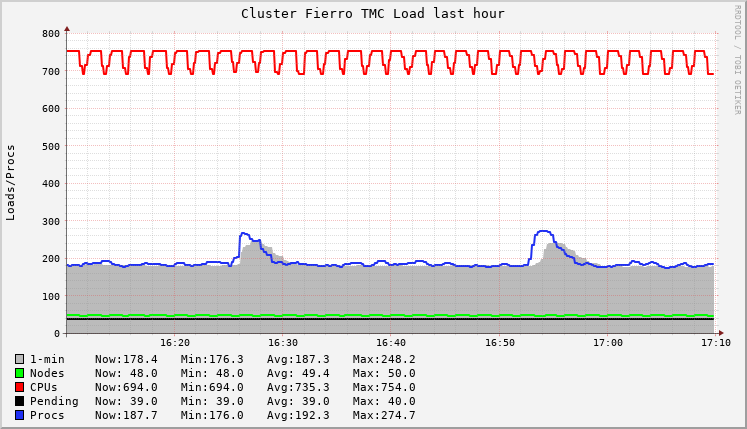 Cluster Fierro TMC Load last hour
RRDTOOL / TOBI OETIKER
Loads/Procs
800
700
600
500
400
300
200
100
0
16:20 16:30 16:40 16:50 17:00 17:10
1-min Now:178.4 Min:176.3 Avg:187.3 Max:248.2
Nodes Now: 48.0 Min: 48.0 Avg: 49.4 Max: 50.0
CPUs Now:694.0 Min:694.0 Avg:735.3 Max:754.0
Pending Now: 39.0 Min: 39.0 Avg: 39.0 Max: 40.0
Procs Now:187.7 Min:176.0 Avg:192.3 Max:274.7